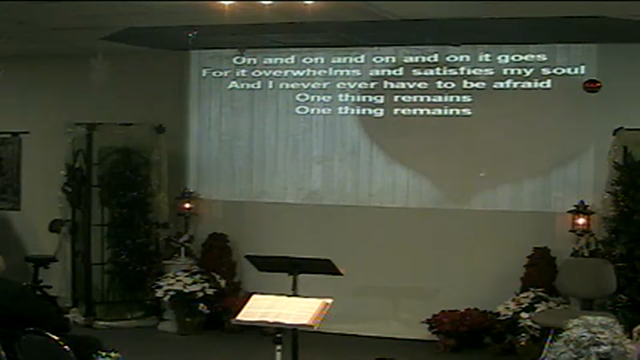 On and on and on and on it goes
For it overwhelms and satisfies my soul
And I never ever have to be afraid
One thing remains
One thing remains